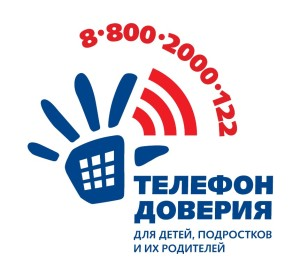 8·800·2000·122
ТЕЛЕФОН
ДОВЕРИЯ
ДЛЯ ДЕТЕЙ, ПОДРОСТКОВ
И ИХ РОДИТЕЛЕЙ